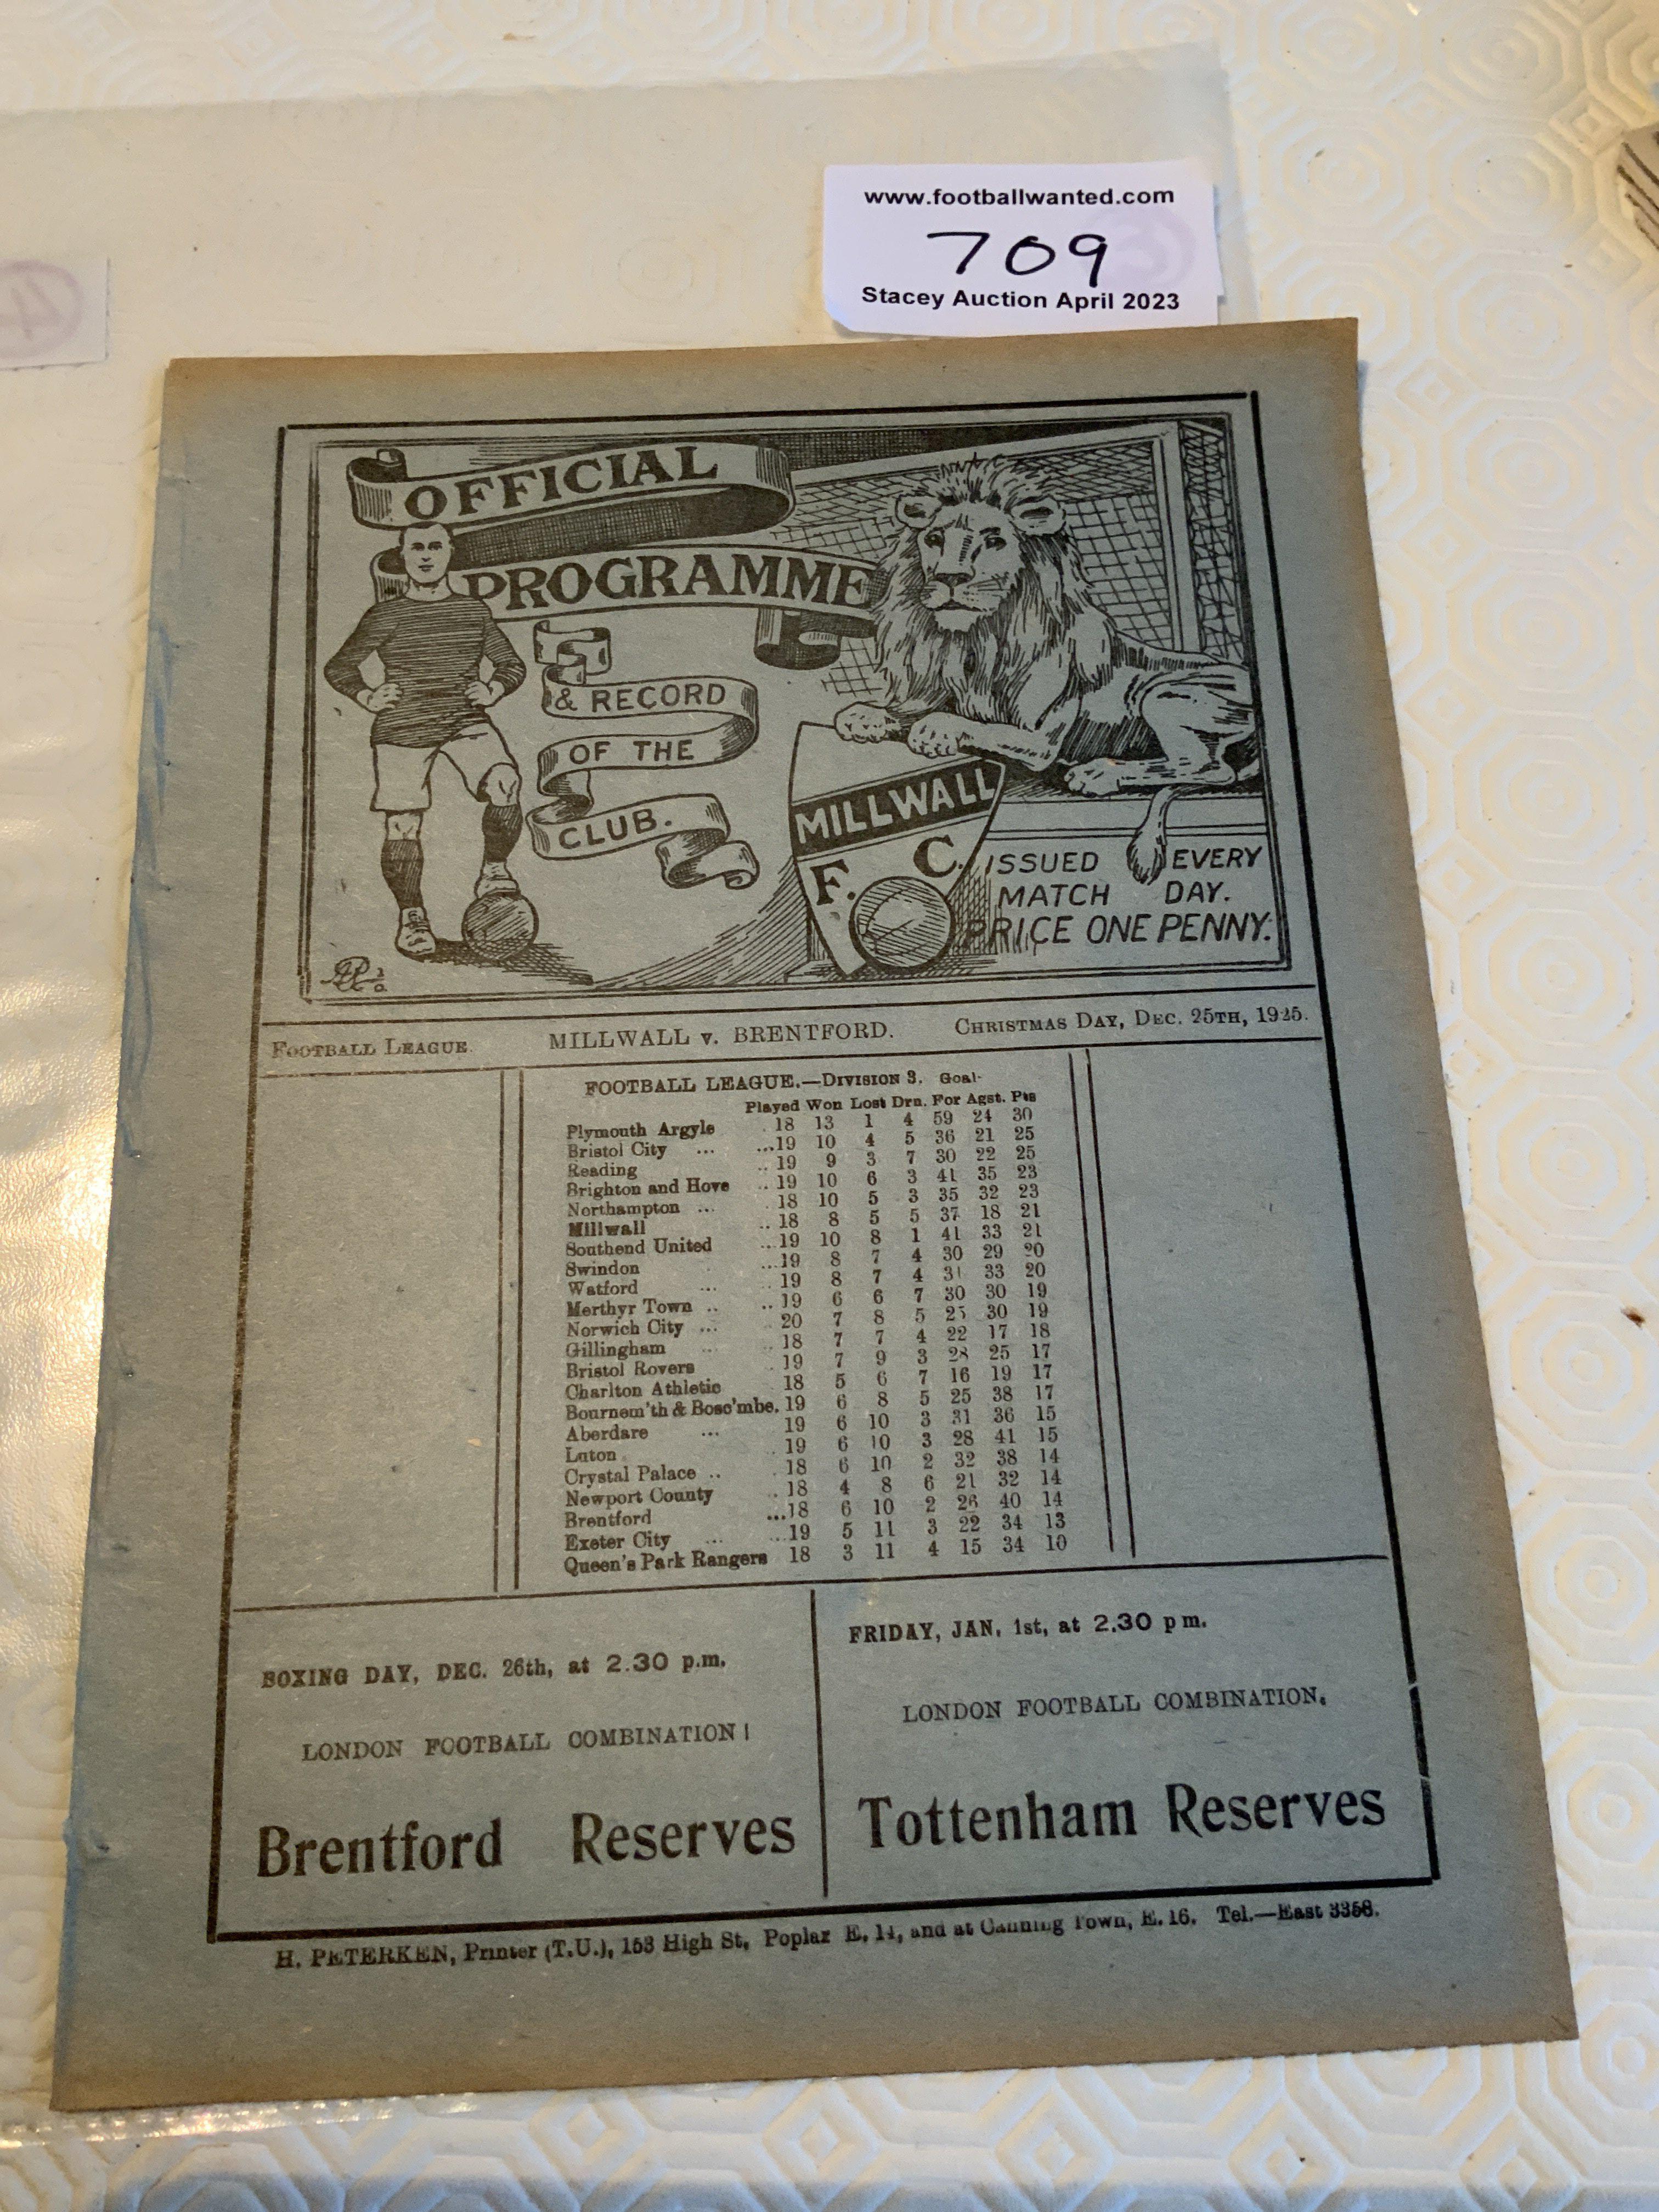 www.footballwanted.com
709
Stacey Auction April 2023
OFFICIAL
PROGRAMME
& RECORD
OF THE
CLUB.
MILLWALL
F. C.
ISSUED EVERY
MATCH DAY.
PRICE ONE PENNY.
FOOTBALL LEAGUE. MILLWALL v. BRENTFORD. CHRISTMAS DAY, DEC. 25TH, 1925.
FOOTBALL LEAGUE.—DIVISION 3. Goal-
Played Won Lost Drn. For Agst. Pts
Plymouth Argyle . 18 13 1 4 59 24 30
Bristol City ... ...19 10 4 5 36 21 25
Reading .. 19 9 3 7 30 22 25
Brighton and Hove .. 19 10 6 3 41 35 23
Northampton ... 18 10 5 3 35 32 23
Millwall .. 18 8 5 5 37 18 21
Southend United ...19 10 8 1 41 33 21
Swindon ...19 8 7 4 30 29 20
Watford ... .. 19 8 7 4 31 33 20
Merthyr Town .. .. 19 6 6 7 30 30 19
Norwich City ... 20 7 8 5 25 30 19
Gillingham ... .. 18 7 7 4 22 17 18
Bristol Rovers .. 19 7 9 3 28 25 17
Charlton Athletic 18 5 6 7 16 19 17
Bournem'th & Bosc'mbe. 19 6 8 5 25 38 17
Aberdare ... 19 6 10 3 31 36 15
Luton .. 19 6 10 3 28 41 15
Crystal Palace .. . 18 6 10 2 32 38 14
Newport County .. 18 4 8 6 21 32 14
Brentford ...18 6 10 2 26 40 14
Exeter City ... ...19 5 11 3 22 34 13
Queen's Park Rangers 18 3 11 4 15 34 10
BOXING DAY, DEC. 26th, at 2.30 p.m.
LONDON FOOTBALL COMBINATION
Brentford Reserves
FRIDAY, JAN. 1st, at 2.30 p m.
LONDON FOOTBALL COMBINATION.
Tottenham Reserves
H. PETERKEN, Printer (T.U.), 153 High St. Poplar E. 14, and at Canning Town, E. 16. Tel.—East 3358.